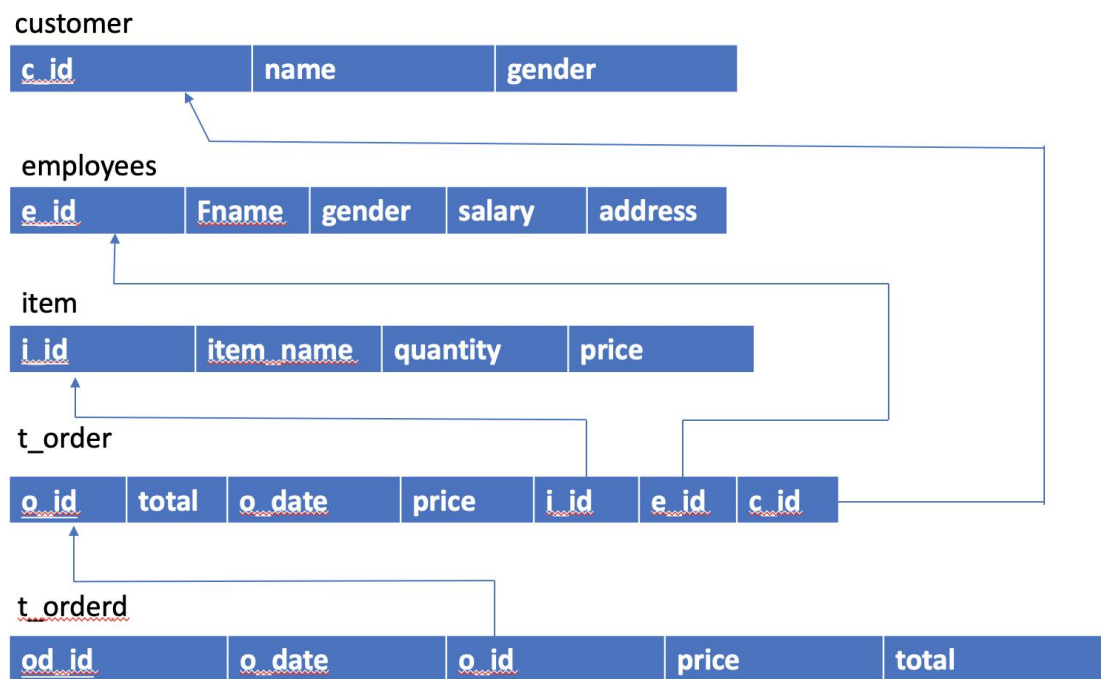 customer
c_id name gender
employees
e_id Fname gender salary address
item
i_id item_name quantity price
t_order
o_id total o_date price i_id e_id c_id
t_orderd
od_id o_date o_id price total